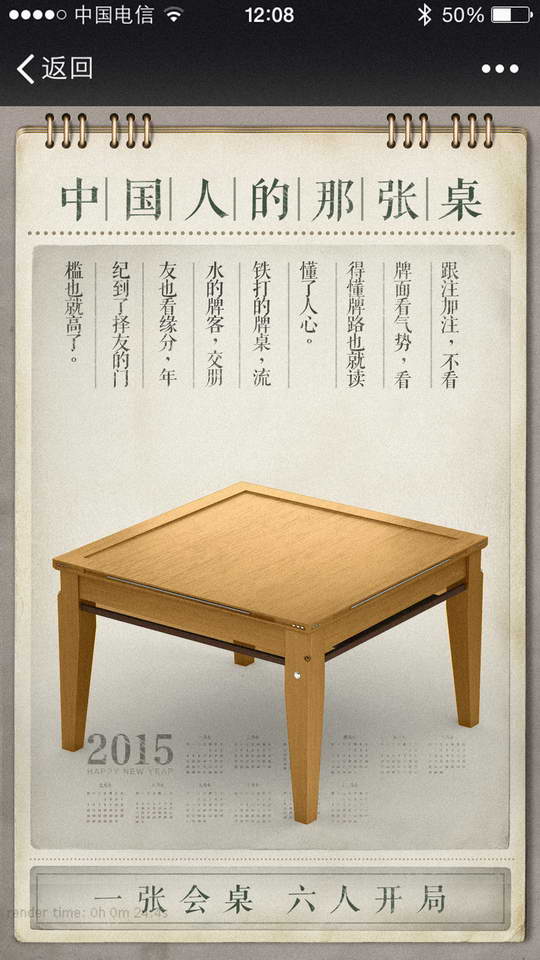 中国电信
12:08
50%
返回
中国人的那张桌
跟注加注，不看
牌面看气势，看
得懂牌路也就读
懂了人心。
铁打的牌桌，流
水的牌客，交朋
友也看缘分，年
纪到了择友的门
槛也就高了。
2015
HAPPY NEW YEAR
一张会桌 六人开局
render time: 0h 0m 24.4s